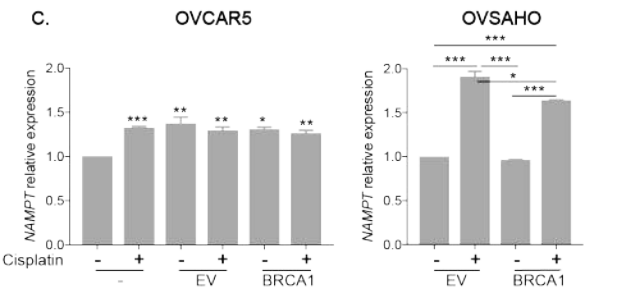 C.
OVCAR5
OVSAHO
NAMPT relative expression
2.0
1.5
1.0
0.5
0.0
***
**
**
*
**
Cisplatin
- + - + - +
- EV BRCA1
NAMPT relative expression
2.0
1.5
1.0
0.5
0.0
***
*** ***
*
***
- + - +
EV BRCA1